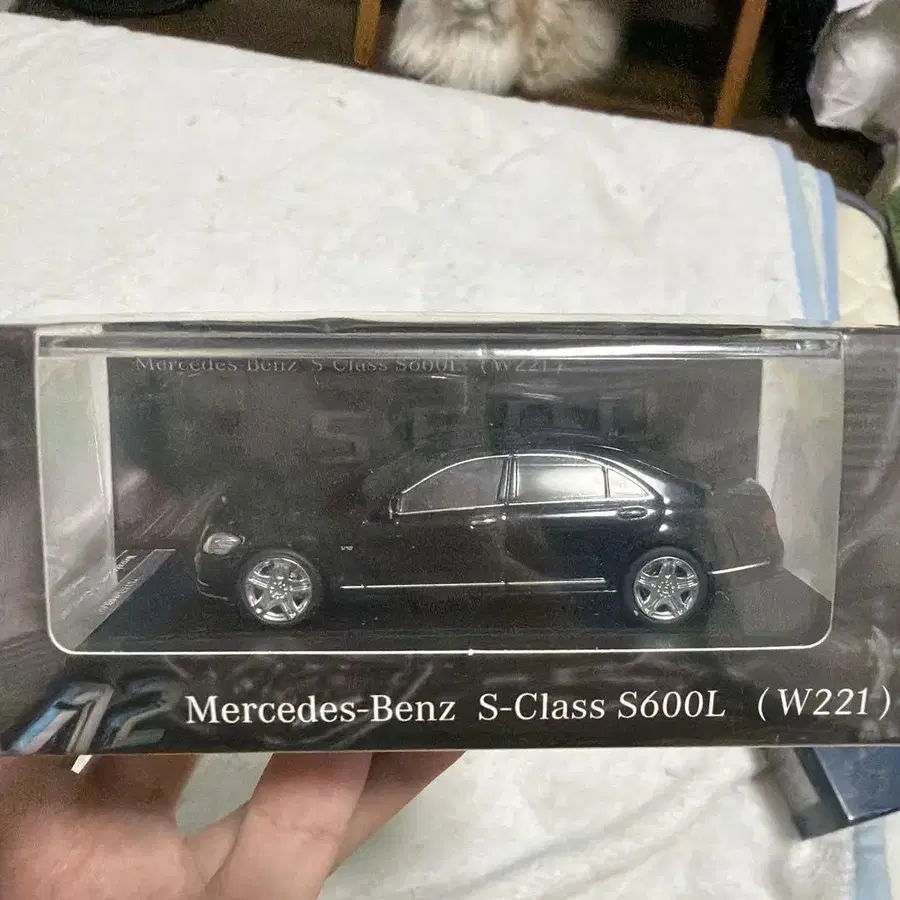 Mercedes Benz S-Class S600L (W221)
Mercedes-Benz S-Class S600L (W221)